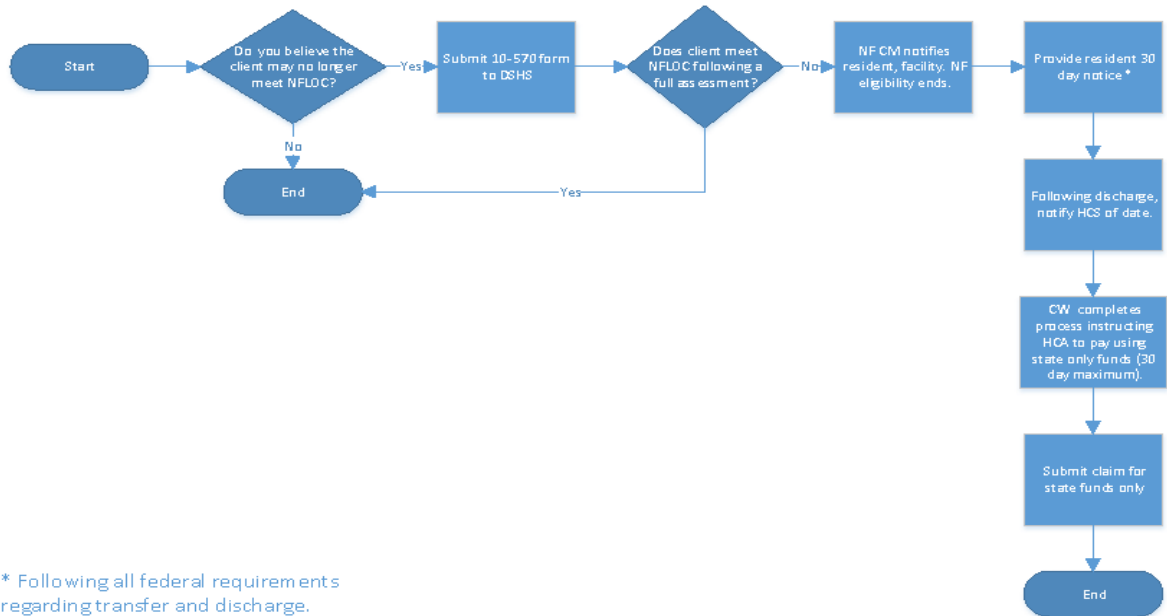 Start
Do you believe the
client may no longer
meet NFLOC?
Yes
Submit 10-570 form
to DSHS
Does client meet
NFLOC following a
full assessment?
No
NF CM notifies
resident, facility. NF
eligibility ends.
Provide resident 30
day notice *
No
End
Yes
Following discharge,
notify HCS of date.
CW completes
process instructing
HCA to pay using
state only funds (30
day maximum).
Submit claim for
state funds only
End
* Following all federal requirements
regarding transfer and discharge.